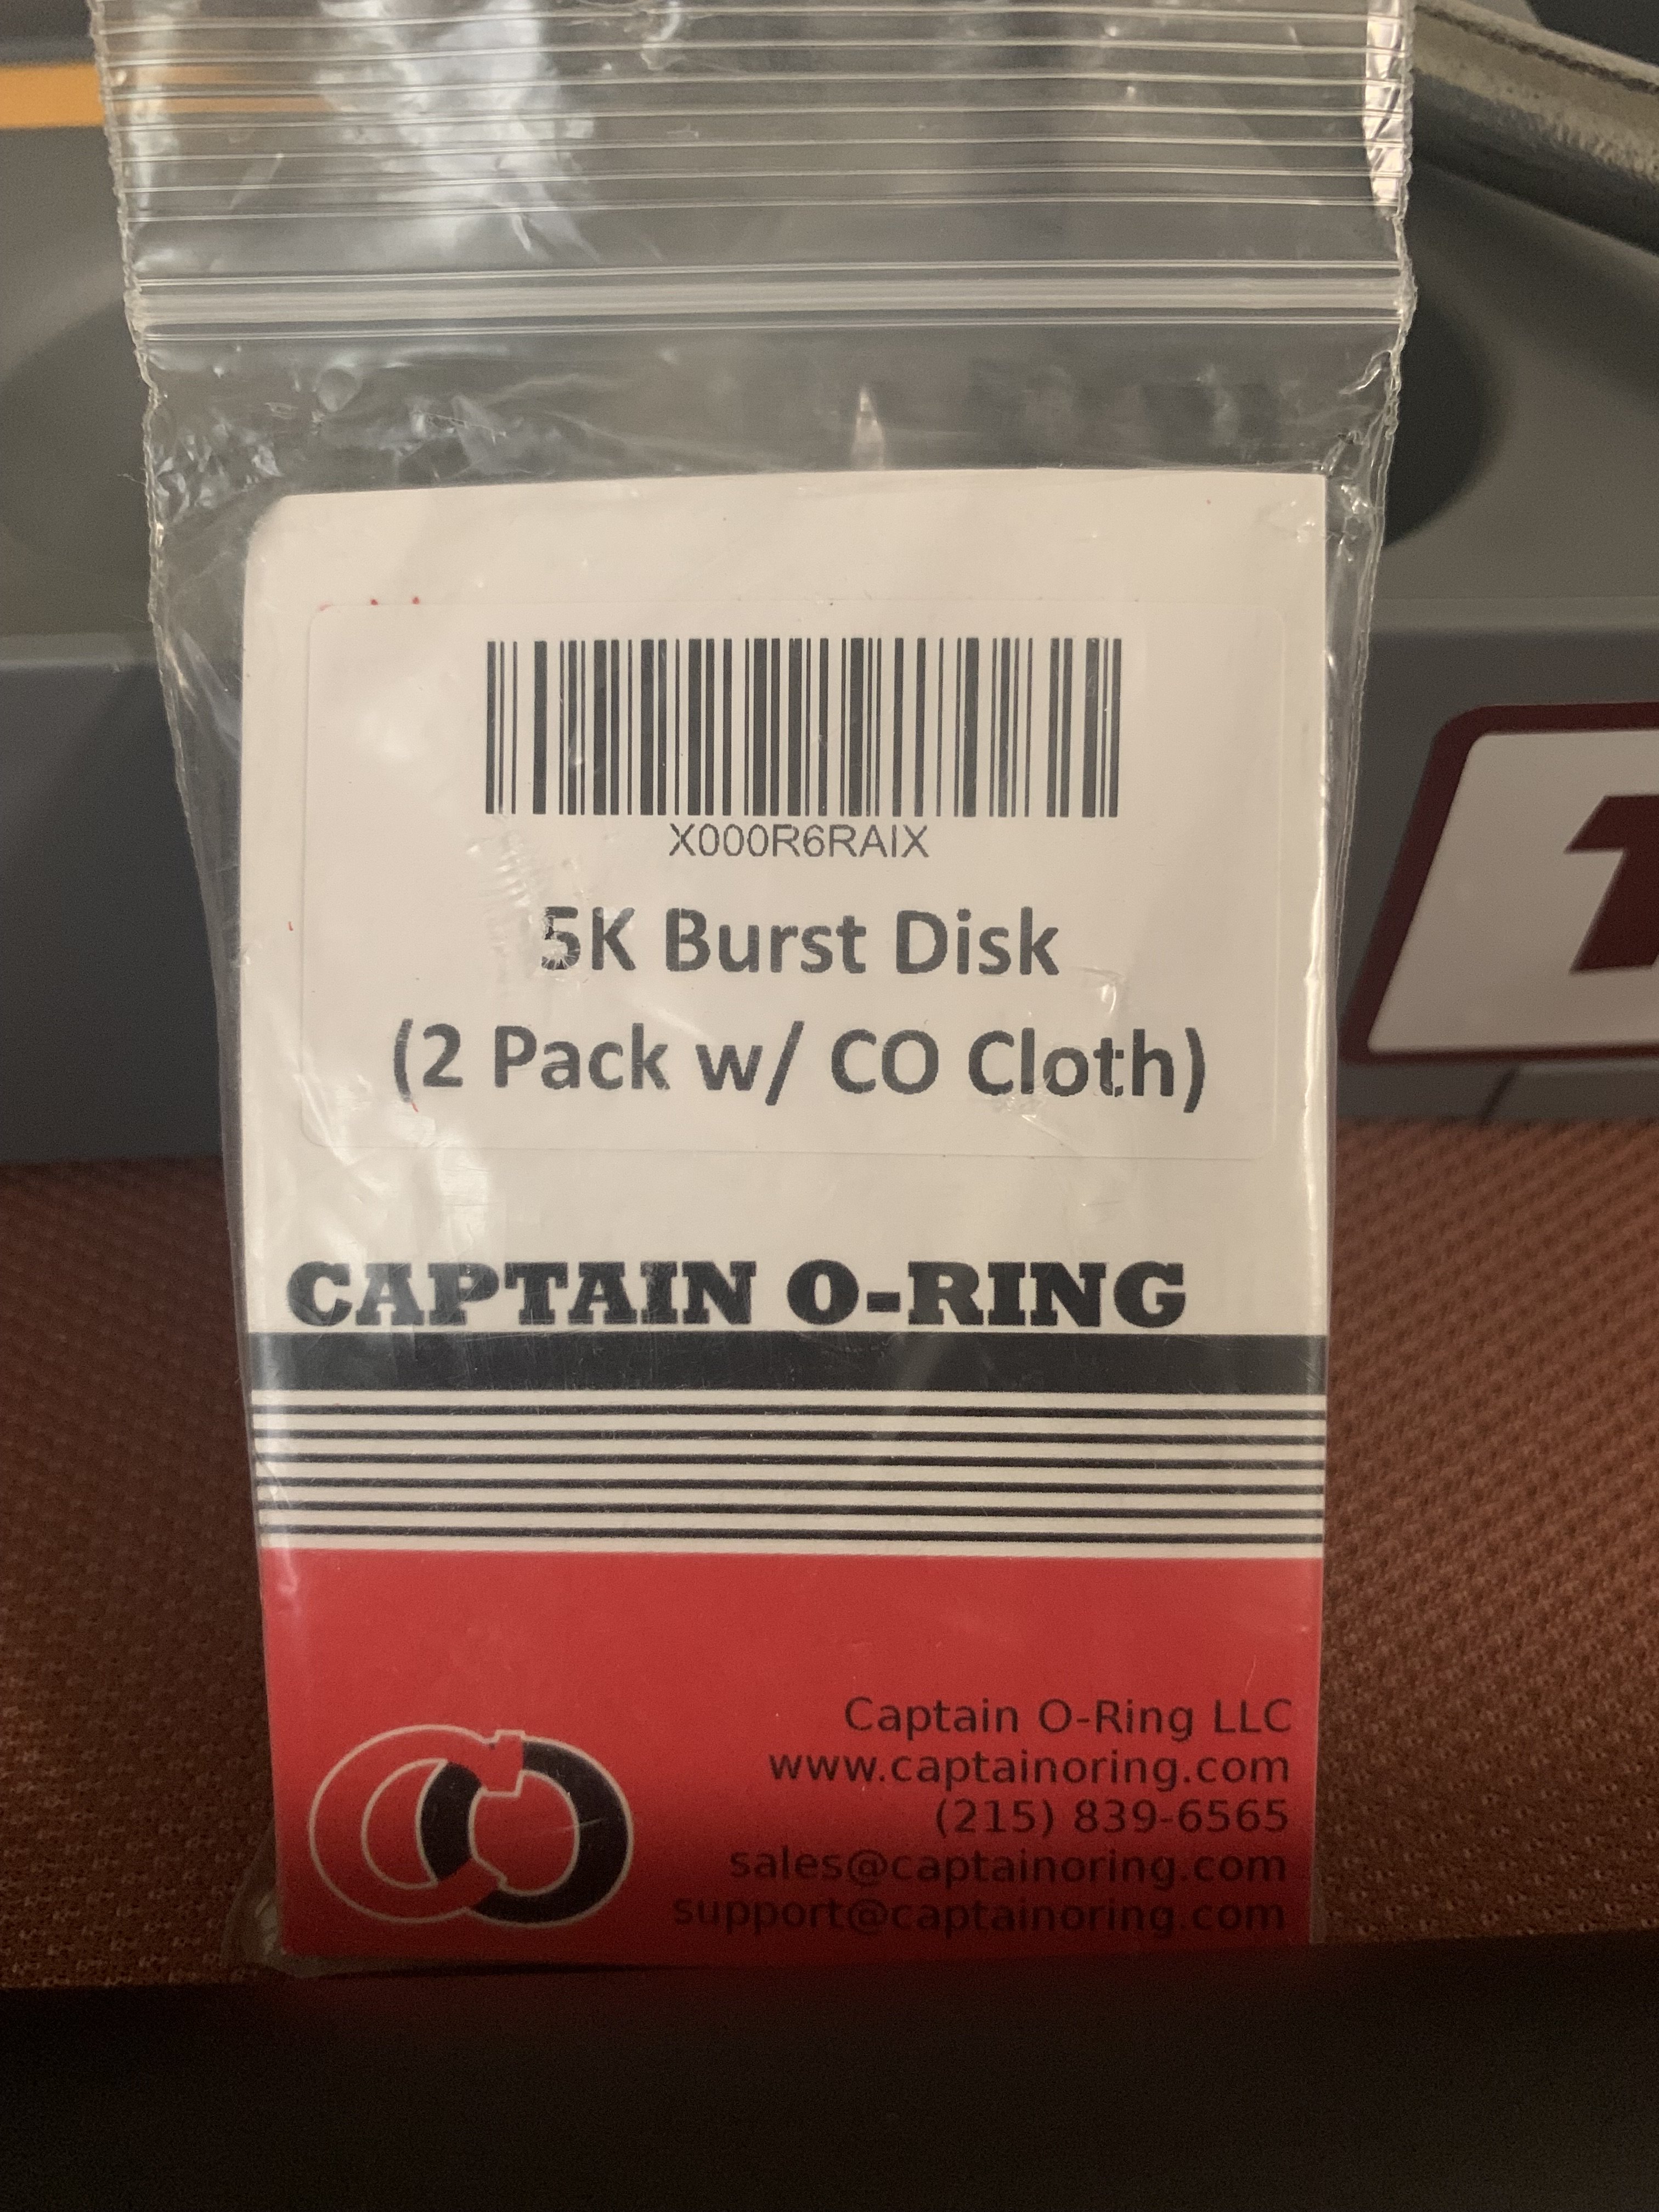 X000R6RAIX
5K Burst Disk
(2 Pack w/ CO Cloth)
CAPTAIN O-RING
Captain O-Ring LLC
www.captainoring.com
(215) 839-6565
sales@captainoring.com
support@captainoring.com